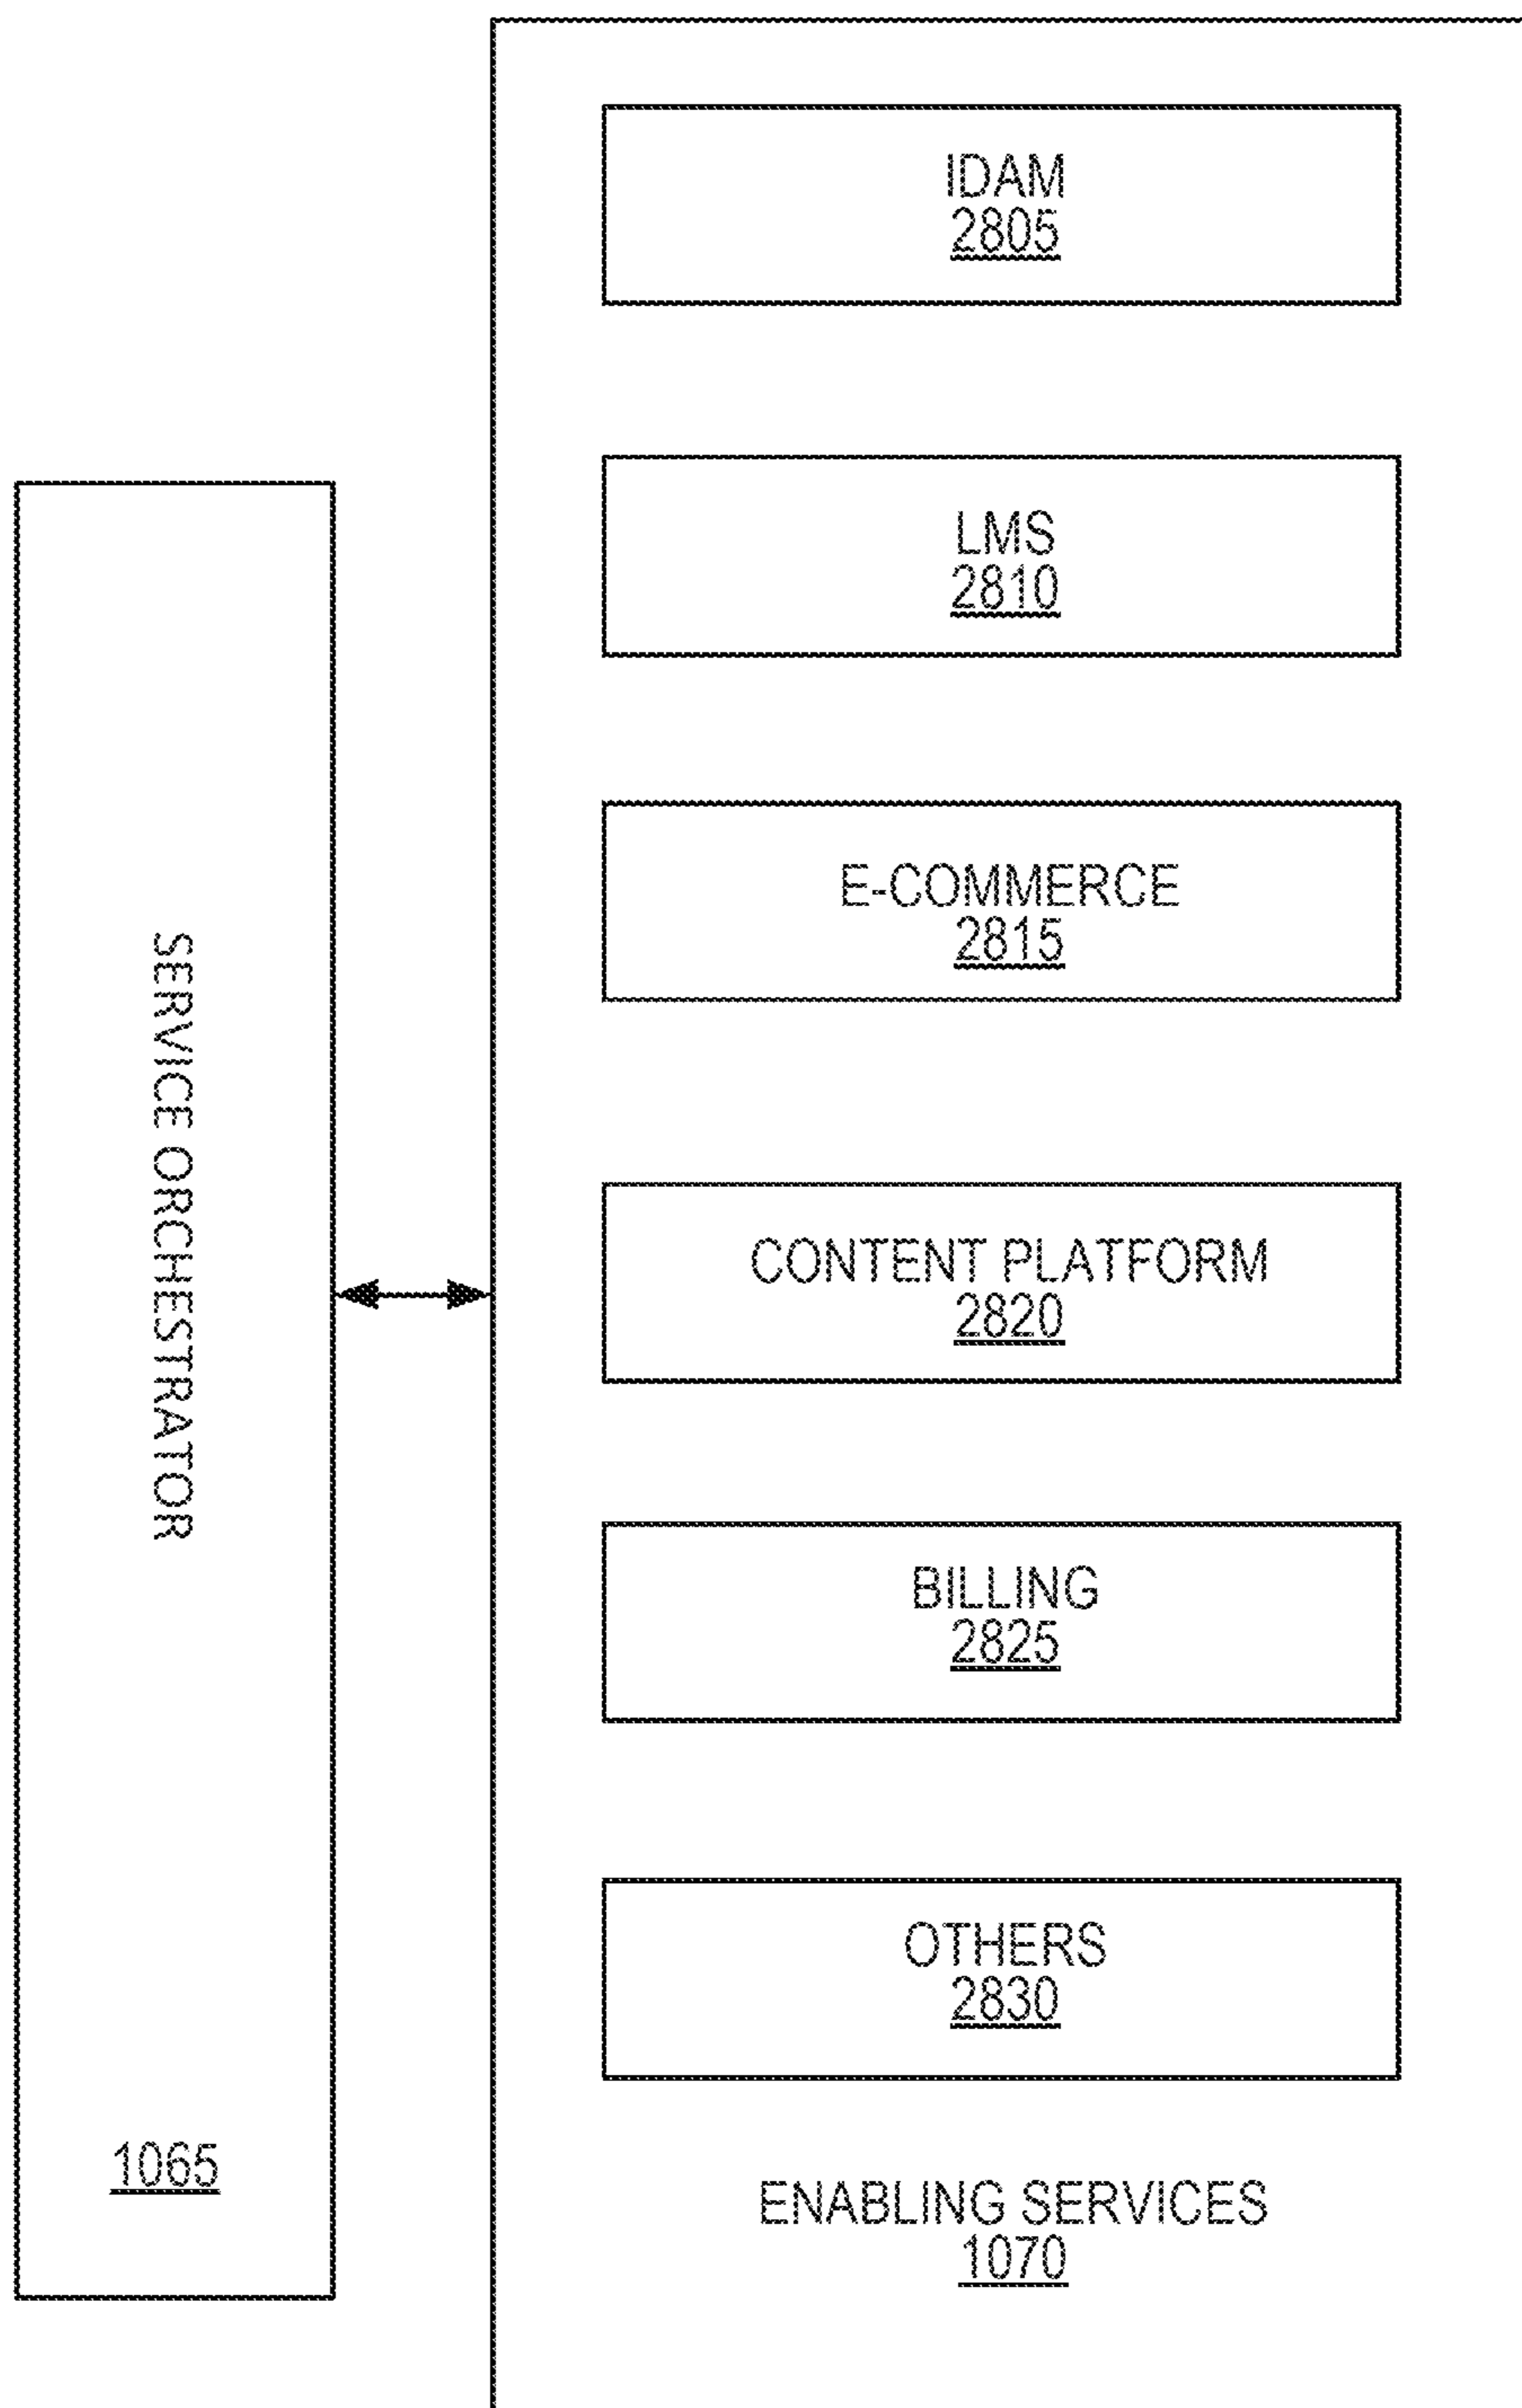 SERVICE ORCHESTRATOR
1065
IDAM
2805
LMS
2810
E-COMMERCE
2815
CONTENT PLATFORM
2820
BILLING
2825
OTHERS
2830
ENABLING SERVICES
1070